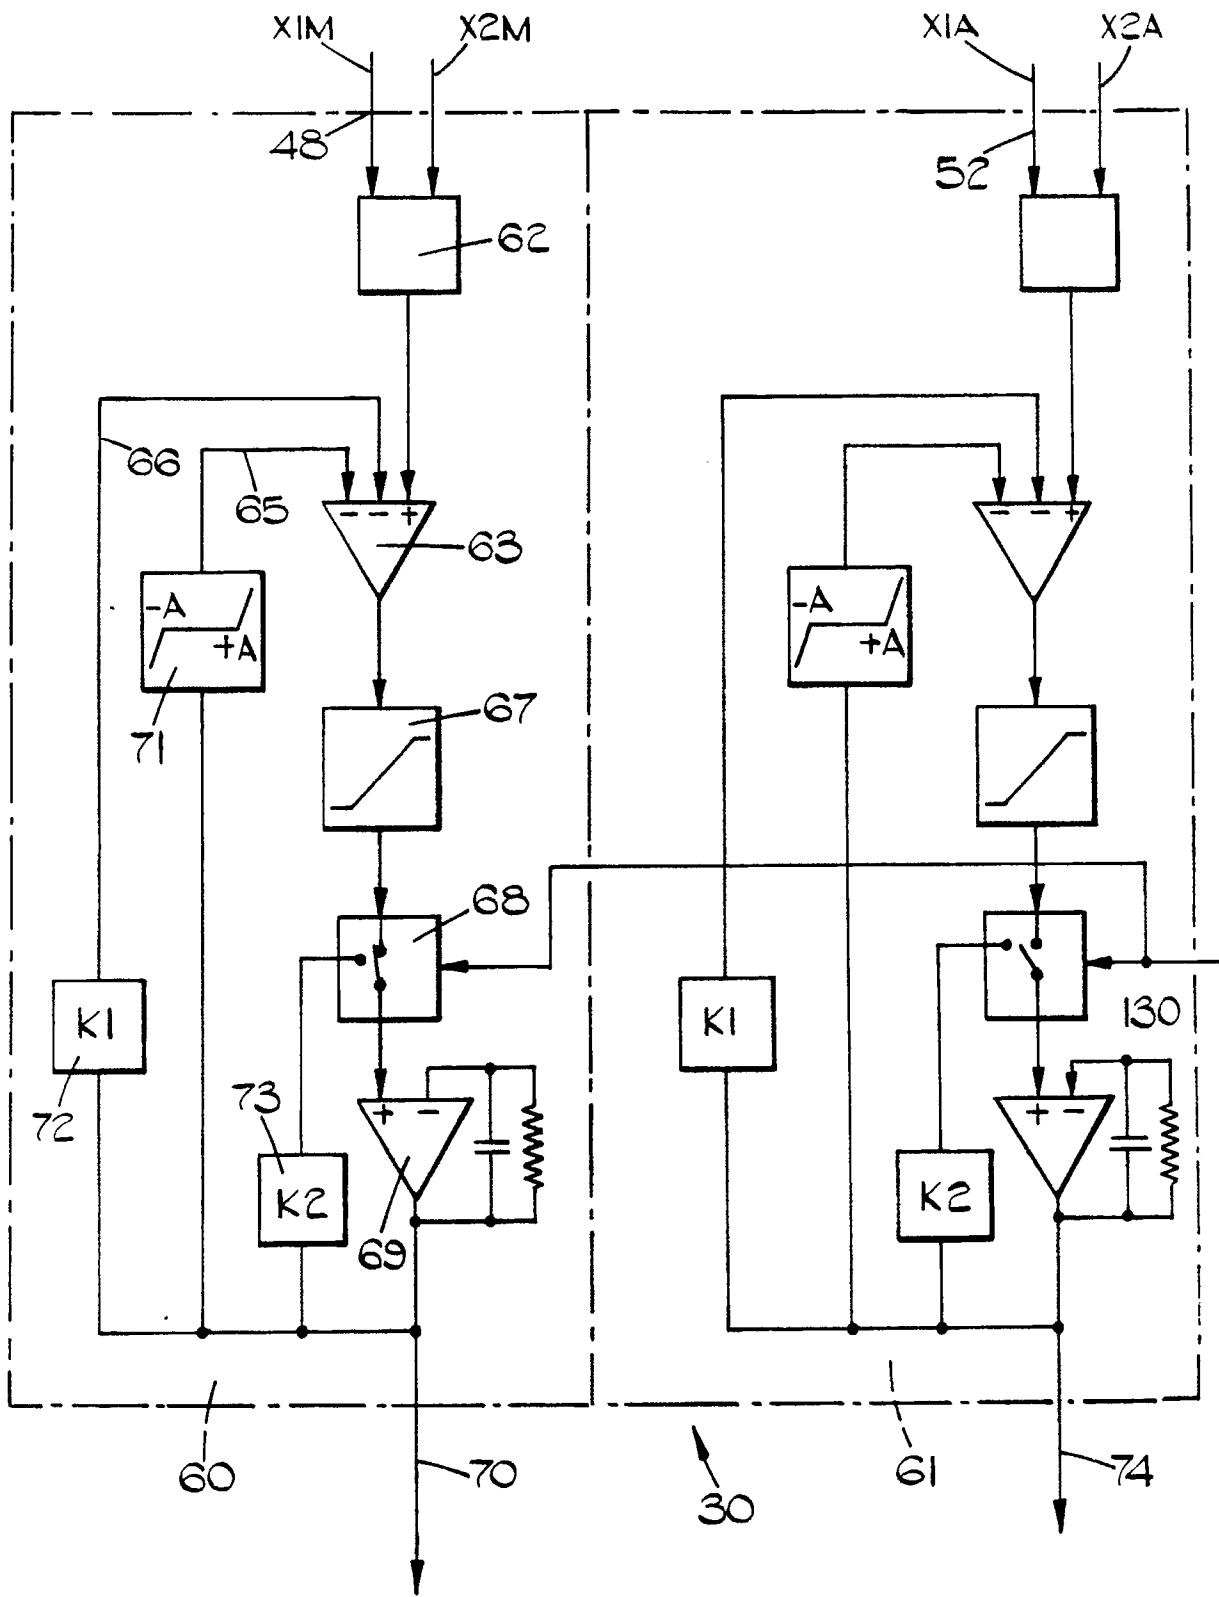 X1M X2M X1A X2A
48 52
62
66
65
63
- - + - - +
-A -A
+A +A
67
71
68
K1 K1 130
72
73
+ - + -
K2 K2
69
60 70 61 74
30